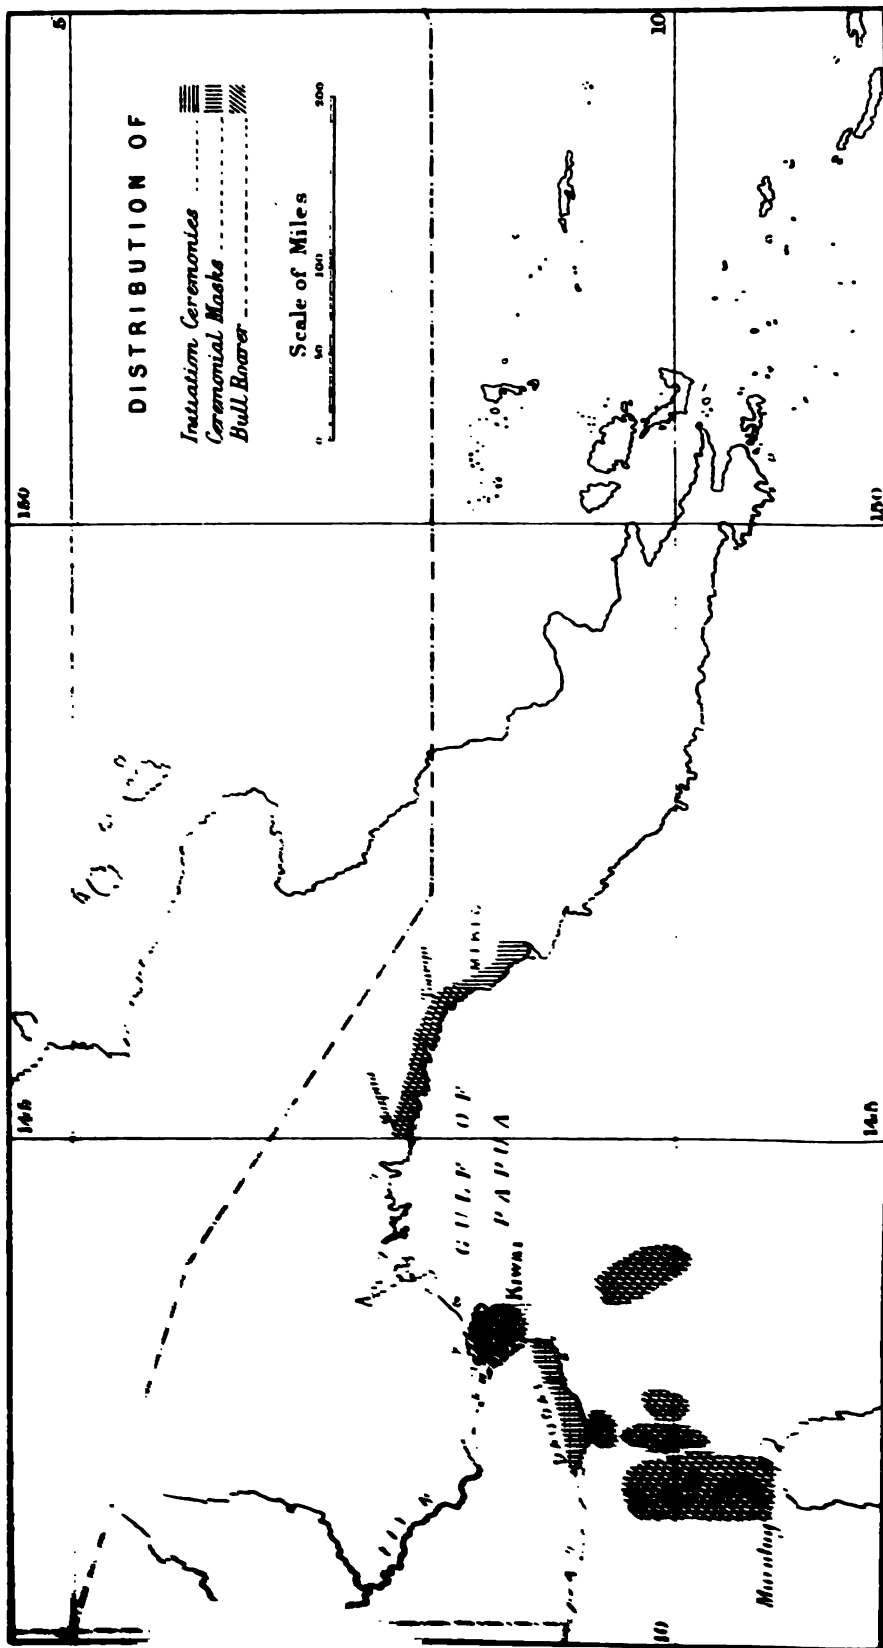 DISTRIBUTION OF
Initiation Ceremonies
Ceremonial Masks
Bull Roarer
Scale of Miles
0 50 100 200
5
10
150
150
145
145
10
GULF OF
PAPUA
Kiwai